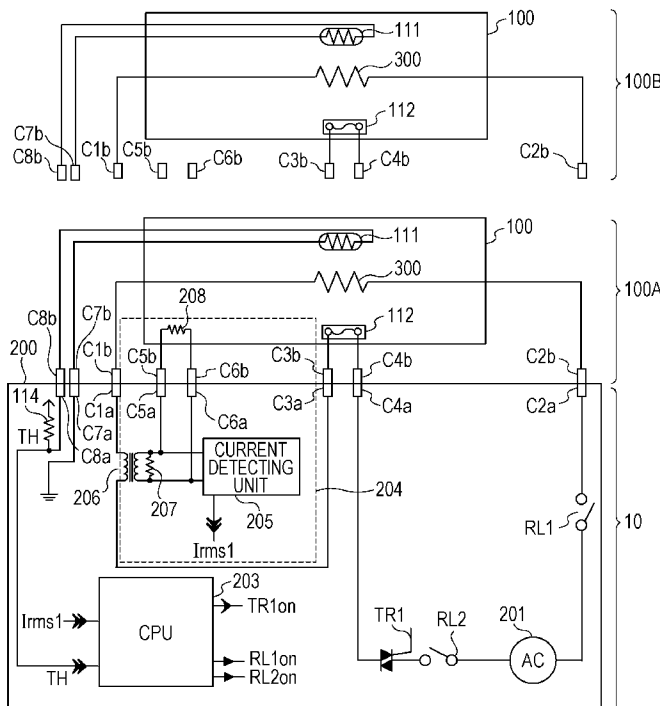 111
100
300
100B
112
C7b
C8b
C1b
C5b
C6b
C3b
C4b
C2b
111
100
300
100A
208
112
C8b
C7b
200
C1b
C5b
C6b
C3b
C4b
C2b
114
C1a
C5a
C6a
C3a
C4a
C2a
TH
C7a
C8a
CURRENT
DETECTING
UNIT
206
207
205
204
Irms1
RL1
10
203
TR1on
Irms1
CPU
TR1
RL2
201
AC
RL1on
RL2on
TH